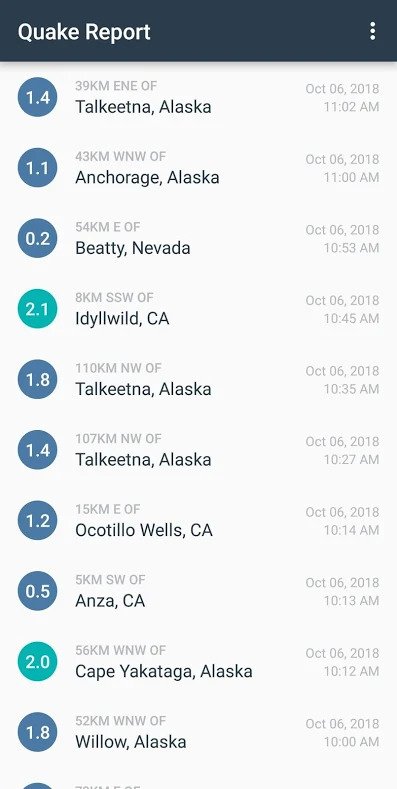 Quake Report
39KM ENE OF
Oct 06, 2018
1.4
Talkeetna, Alaska
11:02 AM
43KM WNW OF
Oct 06, 2018
1.1
Anchorage, Alaska
11:00 AM
54KM E OF
Oct 06, 2018
0.2
Beatty, Nevada
10:53 AM
8KM SSW OF
Oct 06, 2018
2.1
Idyllwild, CA
10:45 AM
110KM NW OF
Oct 06, 2018
1.8
Talkeetna, Alaska
10:35 AM
107KM NW OF
Oct 06, 2018
1.4
Talkeetna, Alaska
10:27 AM
15KM E OF
Oct 06, 2018
1.2
Ocotillo Wells, CA
10:14 AM
5KM SW OF
Oct 06, 2018
0.5
Anza, CA
10:13 AM
56KM WNW OF
Oct 06, 2018
2.0
Cape Yakataga, Alaska
10:12 AM
52KM WNW OF
Oct 06, 2018
1.8
Willow, Alaska
10:00 AM